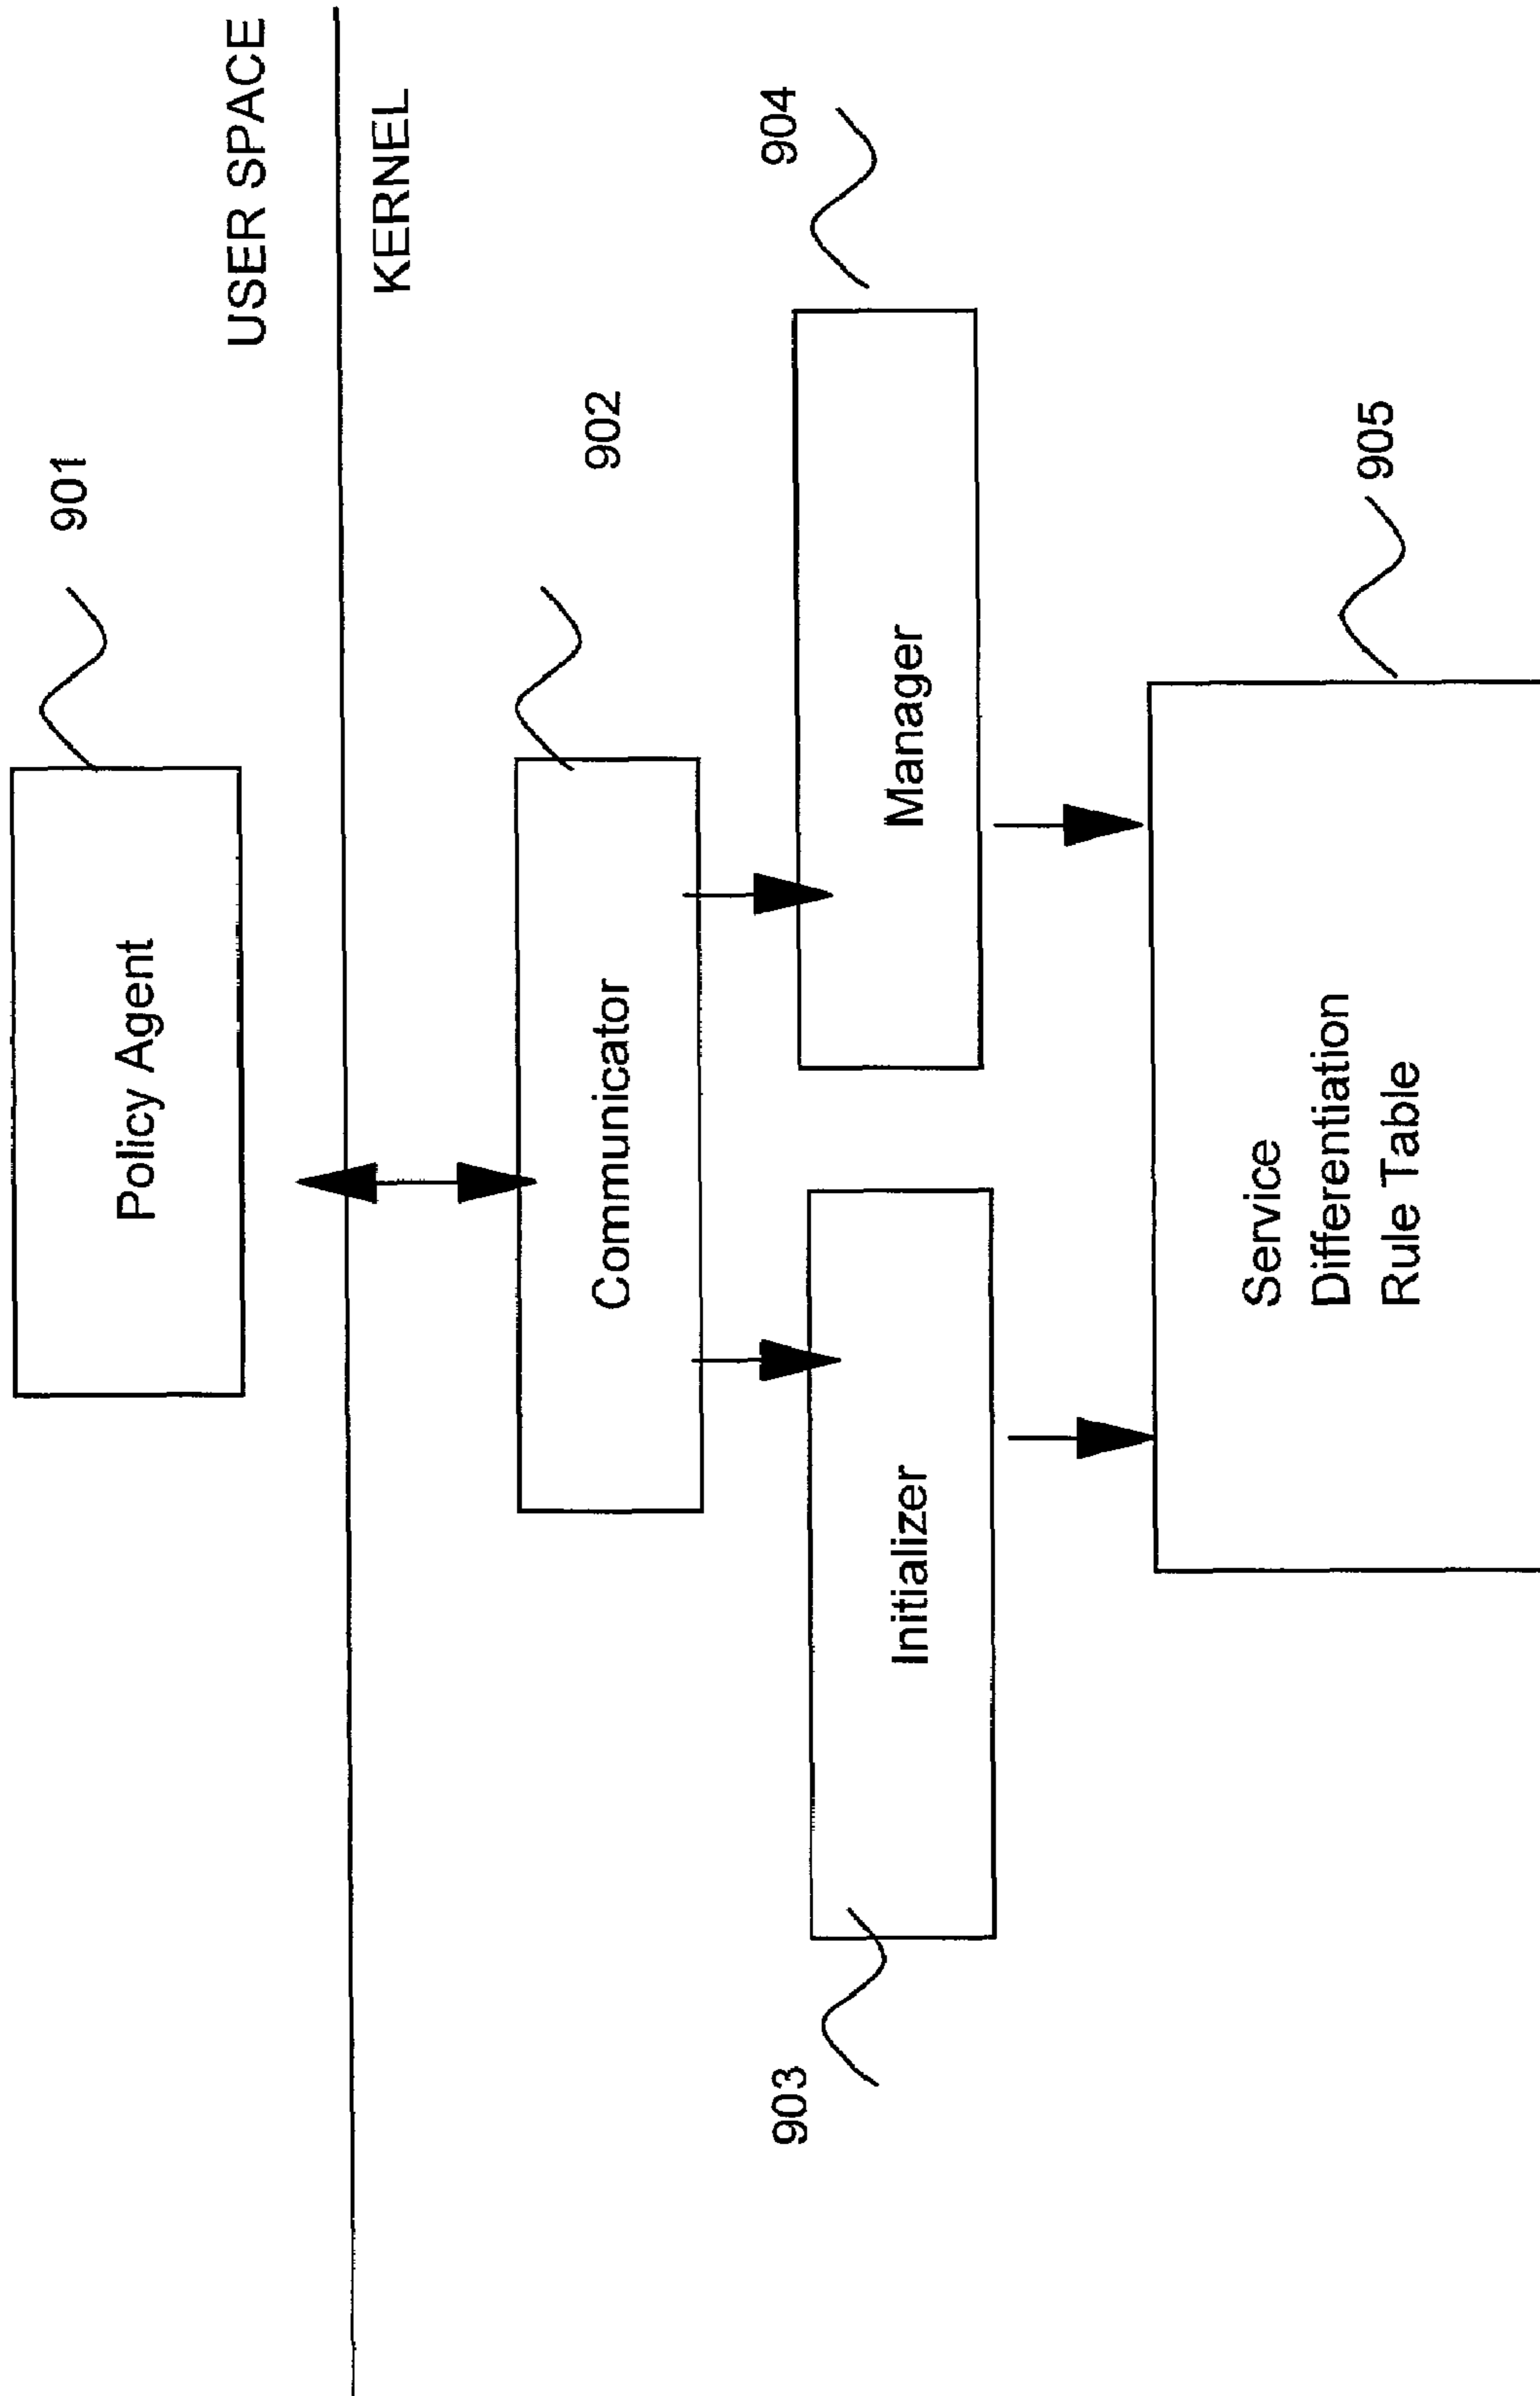 901
Policy Agent
USER SPACE
KERNEL
902
Communicator
904
Manager
903
Initializer
905
Service
Differentiation
Rule Table